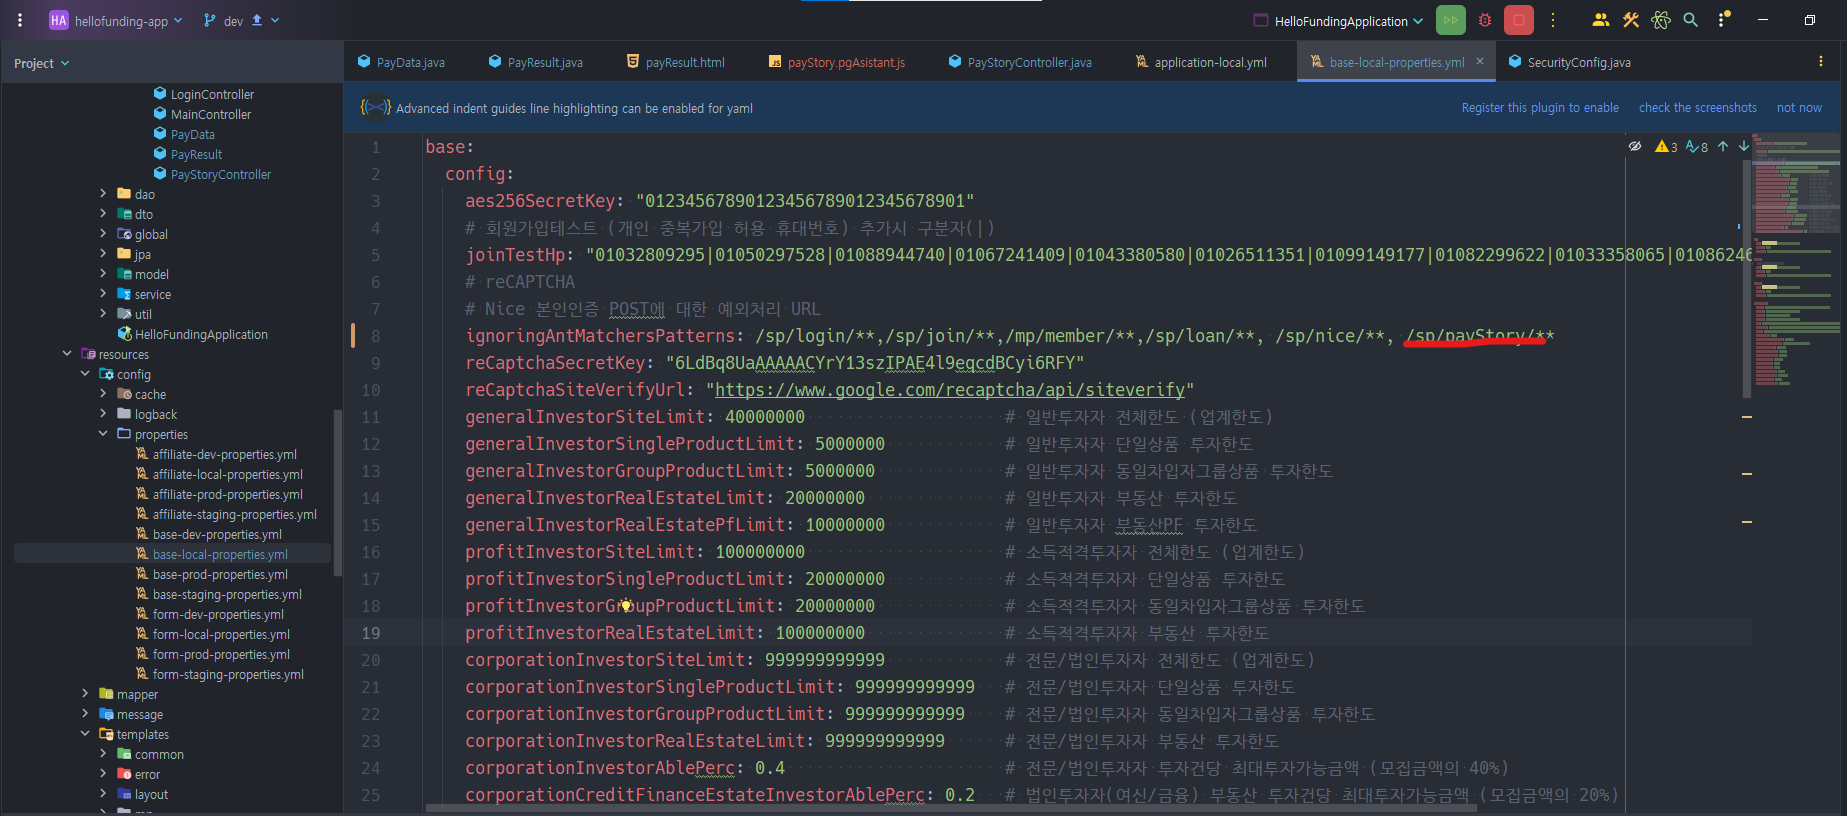 HA hellofunding-app dev HelloFundingApplication
Project
PayData.java PayResult.java payResult.html payStory.pgAsistant.js PayStoryController.java application-local.yml base-local-properties.yml SecurityConfig.java
Advanced indent guides line highlighting can be enabled for yaml Register this plugin to enable check the screenshots not now
LoginController
MainController
PayData
PayResult
PayStoryController
dao
dto
global
jpa
model
service
util
HelloFundingApplication
resources
config
cache
logback
properties
affiliate-dev-properties.yml
affiliate-local-properties.yml
affiliate-prod-properties.yml
affiliate-staging-properties.yml
base-dev-properties.yml
base-local-properties.yml
base-prod-properties.yml
base-staging-properties.yml
form-dev-properties.yml
form-local-properties.yml
form-prod-properties.yml
form-staging-properties.yml
mapper
message
templates
common
error
layout
3 8
1 base:
2 config:
3 aes256SecretKey: "01234567890123456789012345678901"
4 # 회원가입테스트 (개인 중복가입 허용 휴대번호) 추가시 구분자(|)
5 joinTestHp: "01032809295|01050297528|01088944740|01067241409|01043380580|01026511351|01099149177|01082299622|01033358065|0108624
6 # reCAPTCHA
7 # Nice 본인인증 POST에 대한 예외처리 URL
8 ignoringAntMatchersPatterns: /sp/login/**,/sp/join/**,/mp/member/**,/sp/loan/**, /sp/nice/**, /sp/payStory/**
9 reCaptchaSecretKey: "6LdBq8UaAAAAACYrY13szIPAE4l9eqcdBCyi6RFY"
10 reCaptchaSiteVerifyUrl: "https://www.google.com/recaptcha/api/siteverify"
11 generalInvestorSiteLimit: 40000000 # 일반투자자 전체한도 (업계한도)
12 generalInvestorSingleProductLimit: 5000000 # 일반투자자 단일상품 투자한도
13 generalInvestorGroupProductLimit: 5000000 # 일반투자자 동일차입자그룹상품 투자한도
14 generalInvestorRealEstateLimit: 20000000 # 일반투자자 부동산 투자한도
15 generalInvestorRealEstatePfLimit: 10000000 # 일반투자자 부동산PF 투자한도
16 profitInvestorSiteLimit: 100000000 # 소득적격투자자 전체한도 (업계한도)
17 profitInvestorSingleProductLimit: 20000000 # 소득적격투자자 단일상품 투자한도
18 profitInvestorGroupProductLimit: 20000000 # 소득적격투자자 동일차입자그룹상품 투자한도
19 profitInvestorRealEstateLimit: 100000000 # 소득적격투자자 부동산 투자한도
20 corporationInvestorSiteLimit: 999999999999 # 전문/법인투자자 전체한도 (업계한도)
21 corporationInvestorSingleProductLimit: 999999999999 # 전문/법인투자자 단일상품 투자한도
22 corporationInvestorGroupProductLimit: 999999999999 # 전문/법인투자자 동일차입자그룹상품 투자한도
23 corporationInvestorRealEstateLimit: 999999999999 # 전문/법인투자자 부동산 투자한도
24 corporationInvestorAblePerc: 0.4 # 전문/법인투자자 투자건당 최대투자가능금액 (모집금액의 40%)
25 corporationCreditFinanceEstateInvestorAblePerc: 0.2 # 법인투자자(여신/금융) 부동산 투자건당 최대투자가능금액 (모집금액의 20%)